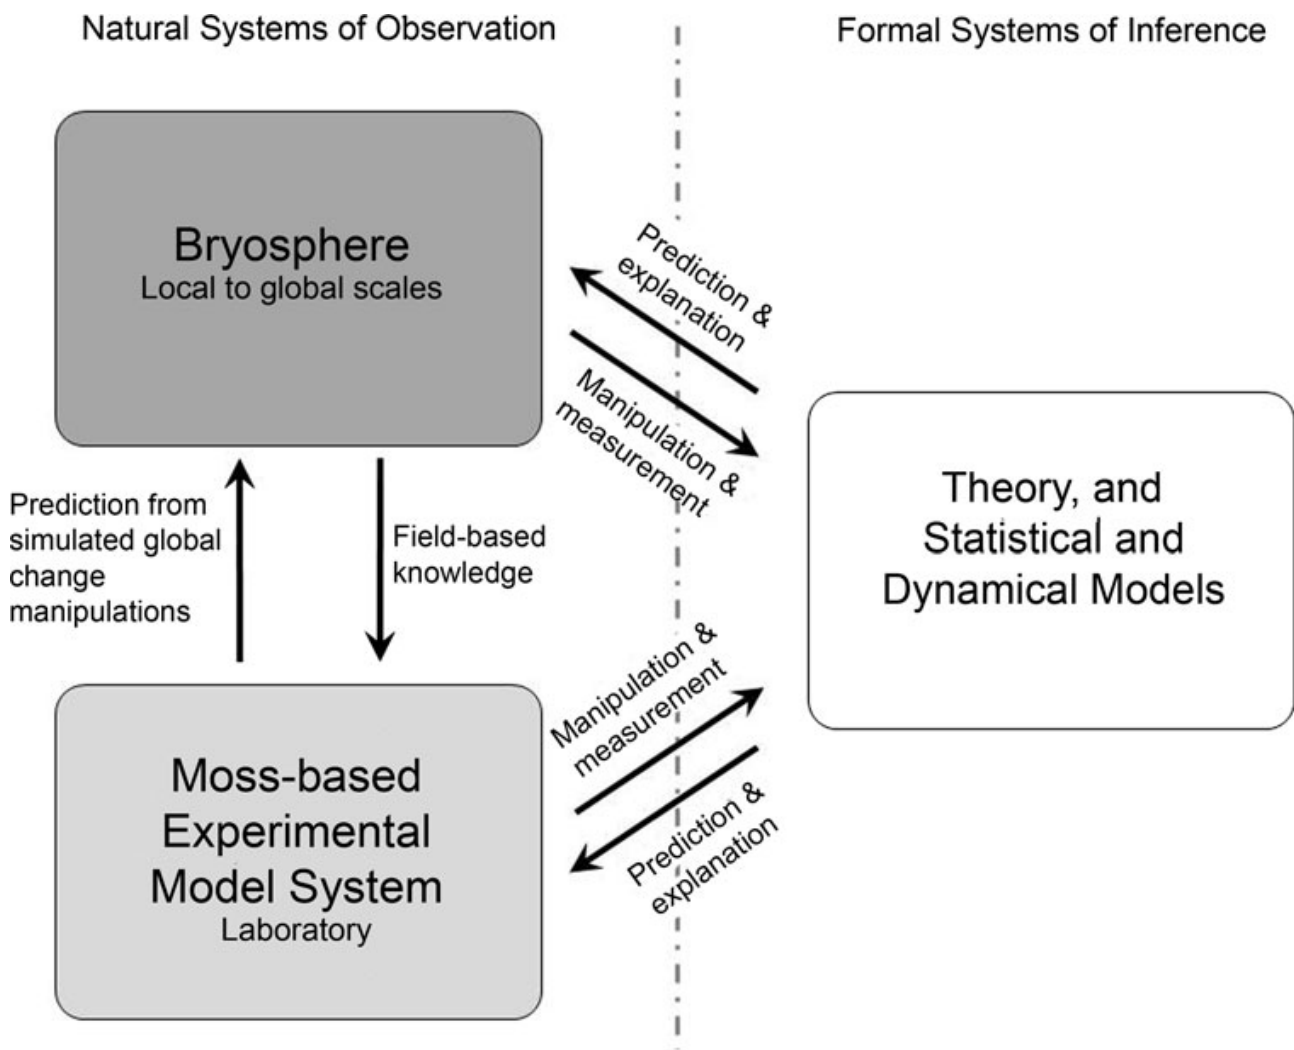 Natural Systems of Observation
Formal Systems of Inference
Bryosphere
Local to global scales
Prediction &
explanation
Manipulation &
measurement
Prediction from
simulated global
change
manipulations
Field-based
knowledge
Theory, and
Statistical and
Dynamical Models
Moss-based
Experimental
Model System
Laboratory
Manipulation &
measurement
Prediction &
explanation